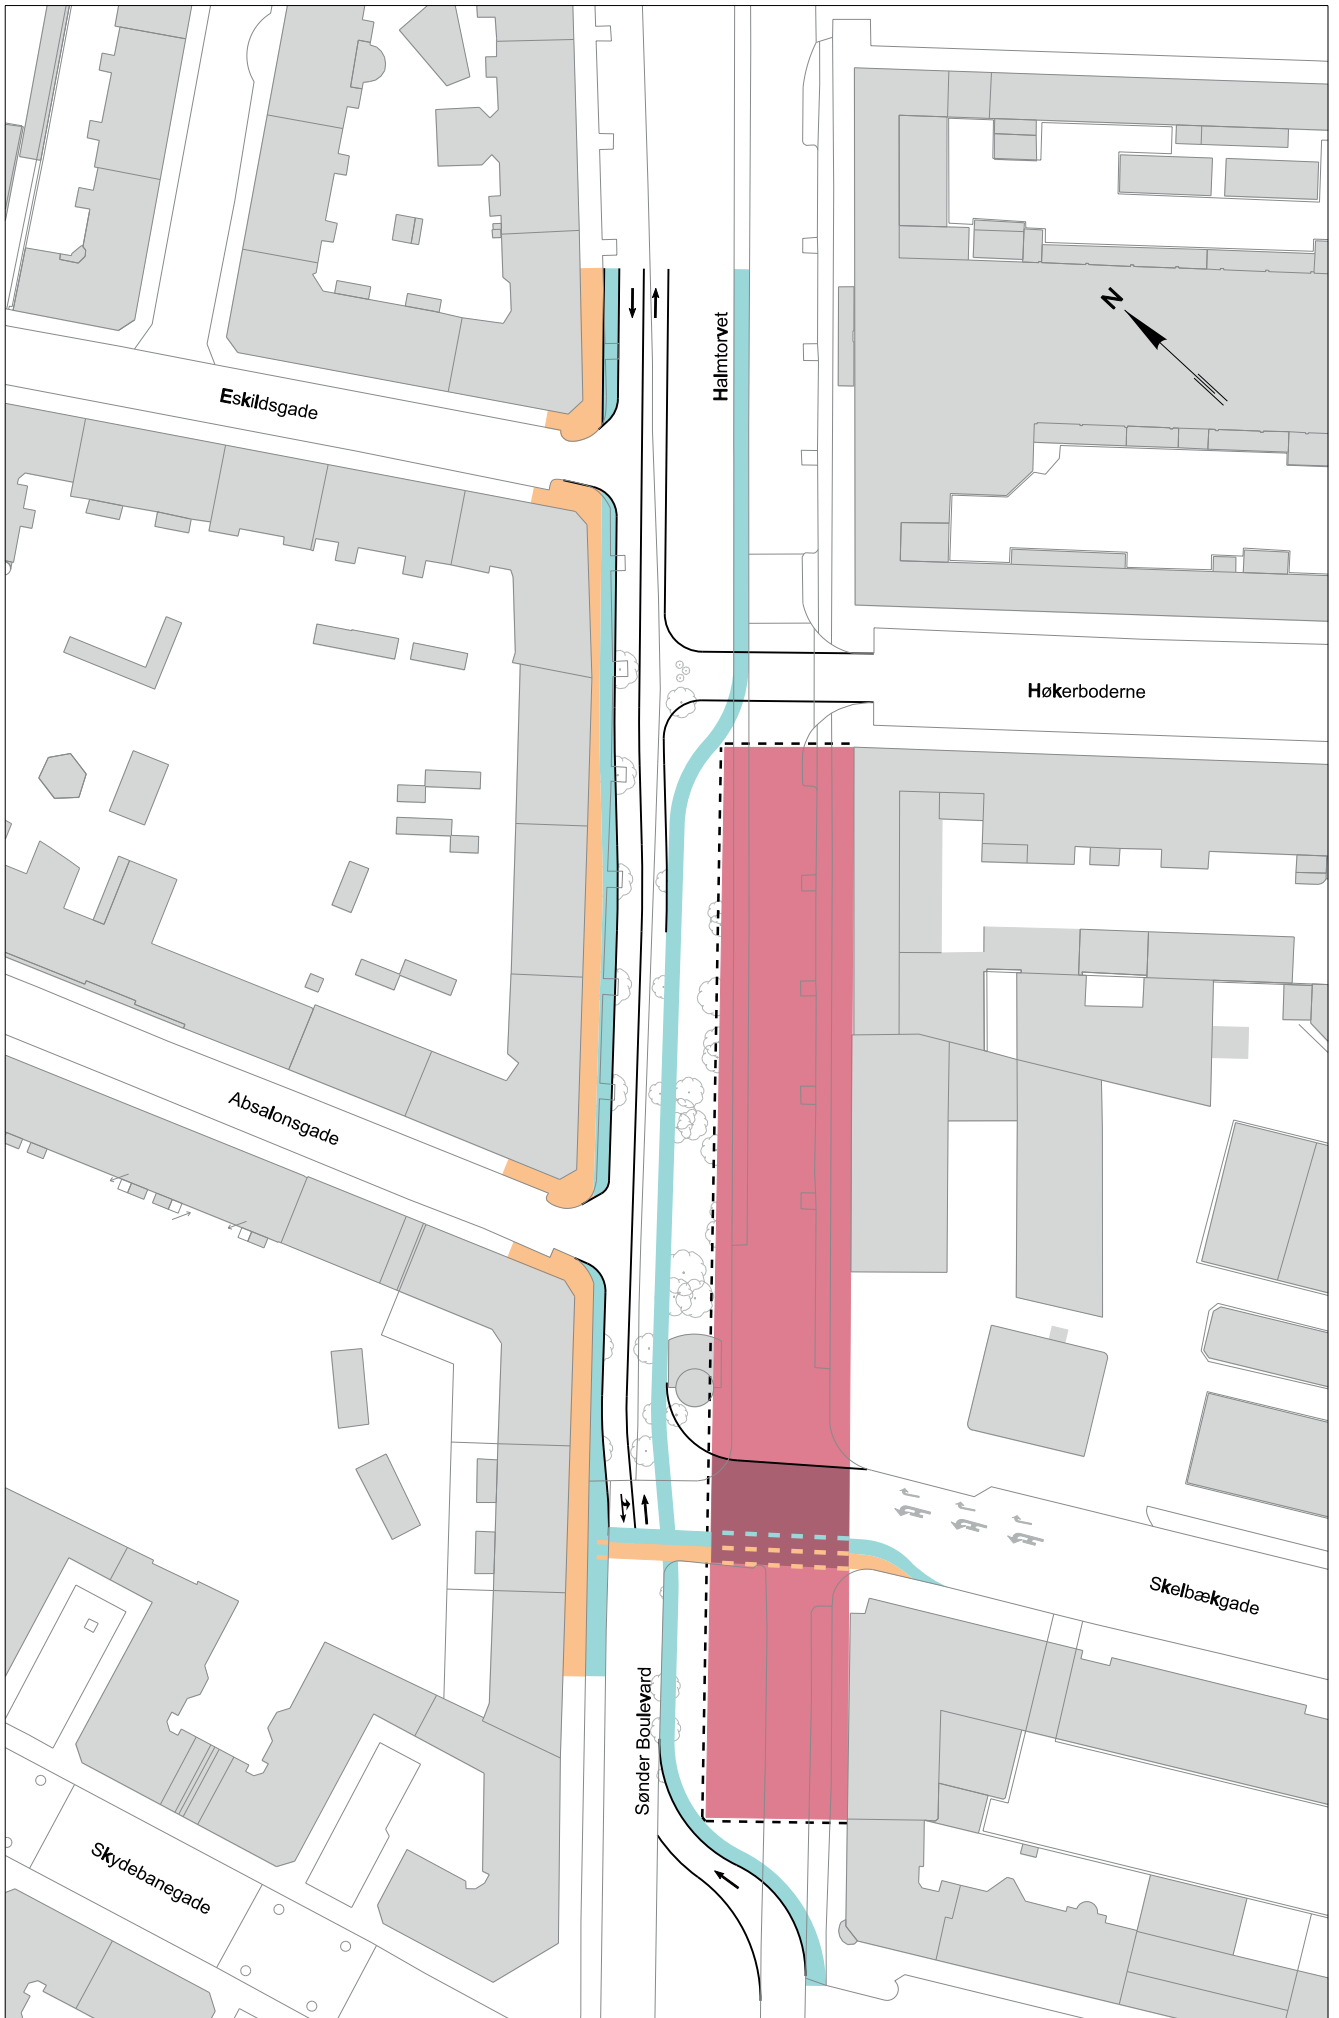 N
Halmtorvet
Eskildsgade
Høkerboderne
Absalonsgade
Skelbækgade
Sønder Boulevard
Skydebanegade